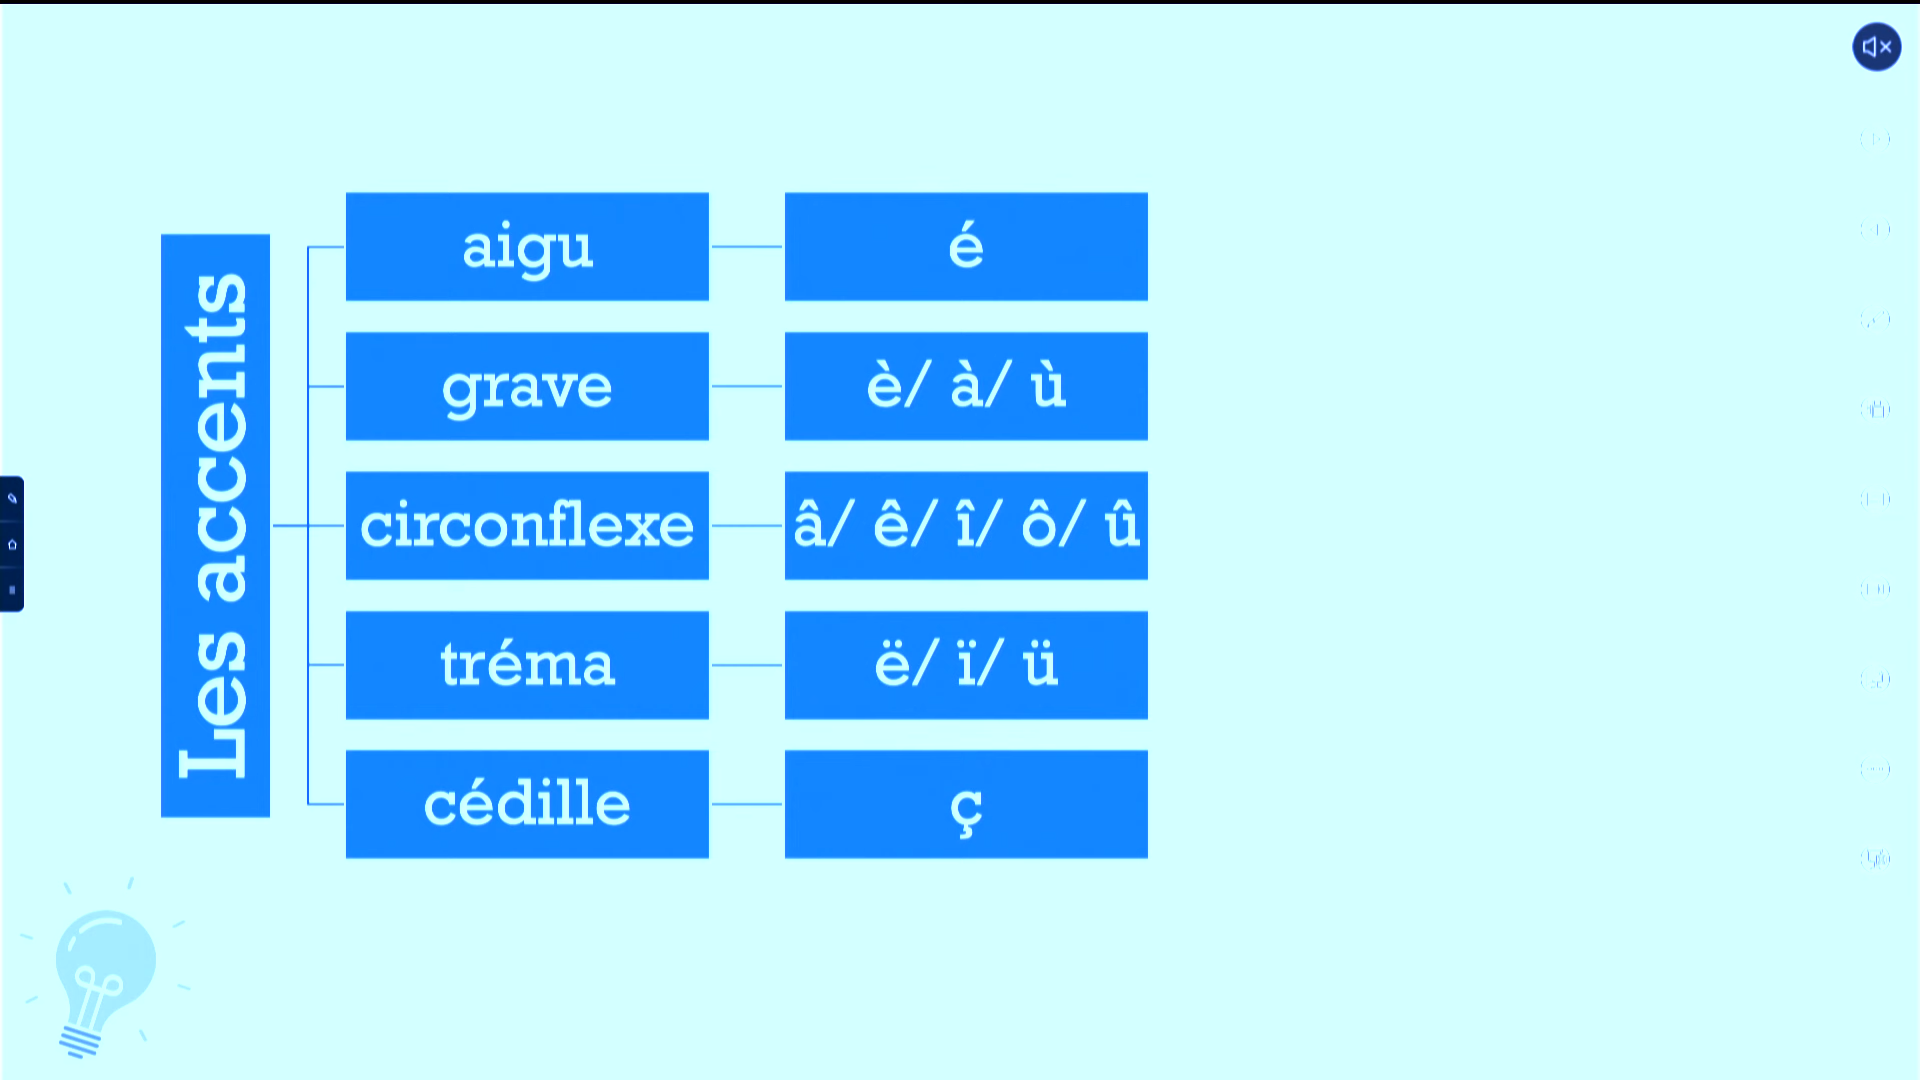 Les accents
aigu
é
grave
è/ à/ ù
circonflexe
â/ ê/ î/ ô/ û
tréma
ë/ ï/ ü
cédille
ç